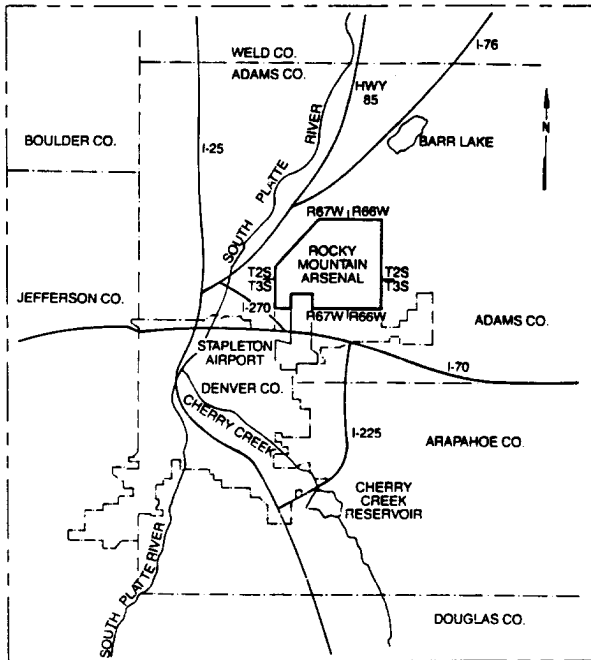 I-76
WELD CO.
ADAMS CO.
HWY
85
BOULDER CO.
I-25
SOUTH PLATTE RIVER
BARR LAKE
N
R67W R66W
ROCKY
MOUNTAIN
ARSENAL
T2S
T3S
T2S
T3S
JEFFERSON CO.
I-270
R67W R66W
ADAMS CO.
STAPLETON
AIRPORT
I-70
DENVER CO.
CHERRY CREEK
I-225
ARAPAHOE CO.
CHERRY
CREEK
RESERVOIR
SOUTH PLATTE RIVER
DOUGLAS CO.